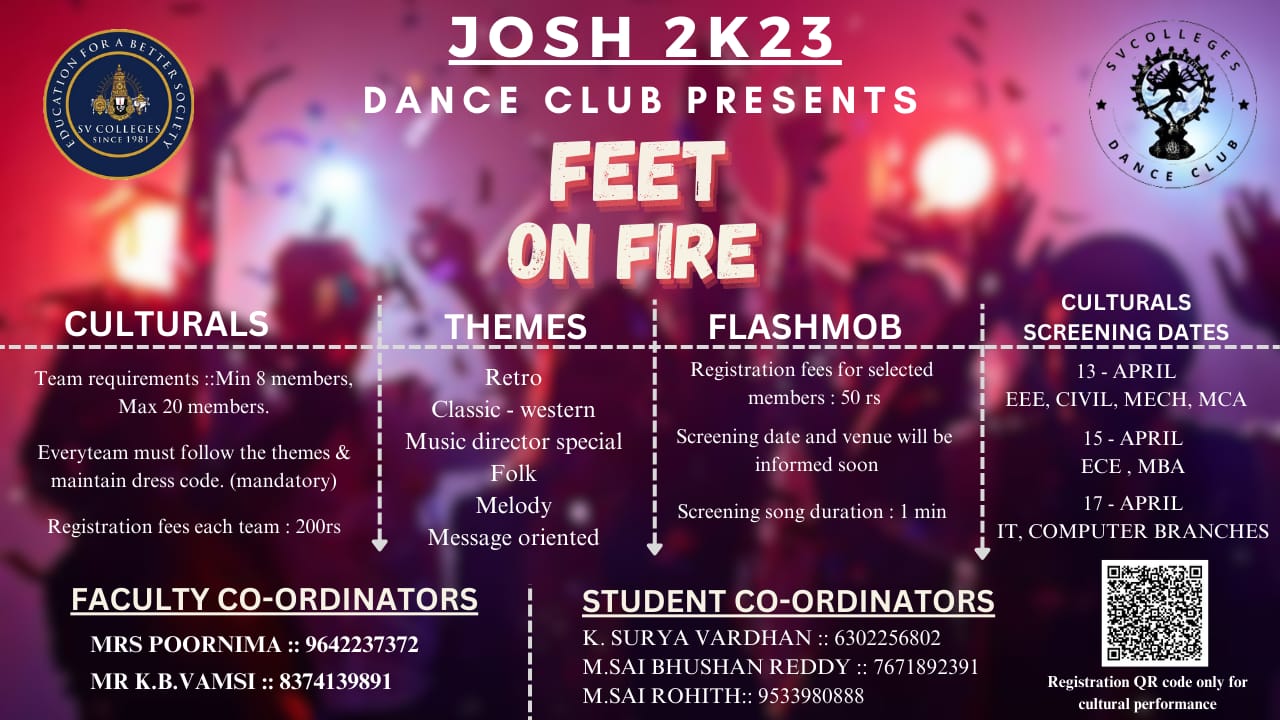 JOSH 2K23
DANCE CLUB PRESENTS
EDUCATION FOR A BETTER SOCIETY
SV COLLEGES
SINCE 1981
SVCOLLEGES
DANCE CLUB
FEET
ON FIRE
CULTURALS
Team requirements ::Min 8 members,
Max 20 members.
Everyteam must follow the themes &
maintain dress code. (mandatory)
Registration fees each team : 200rs
THEMES
Retro
Classic - western
Music director special
Folk
Melody
Message oriented
FLASHMOB
Registration fees for selected
members : 50 rs
Screening date and venue will be
informed soon
Screening song duration : 1 min
CULTURALS
SCREENING DATES
13 - APRIL
EEE, CIVIL, MECH, MCA
15 - APRIL
ECE , MBA
17 - APRIL
IT, COMPUTER BRANCHES
FACULTY CO-ORDINATORS
MRS POORNIMA :: 9642237372
MR K.B.VAMSI :: 8374139891
STUDENT CO-ORDINATORS
K. SURYA VARDHAN :: 6302256802
M.SAI BHUSHAN REDDY :: 7671892391
M.SAI ROHITH:: 9533980888
Registration QR code only for
cultural performance